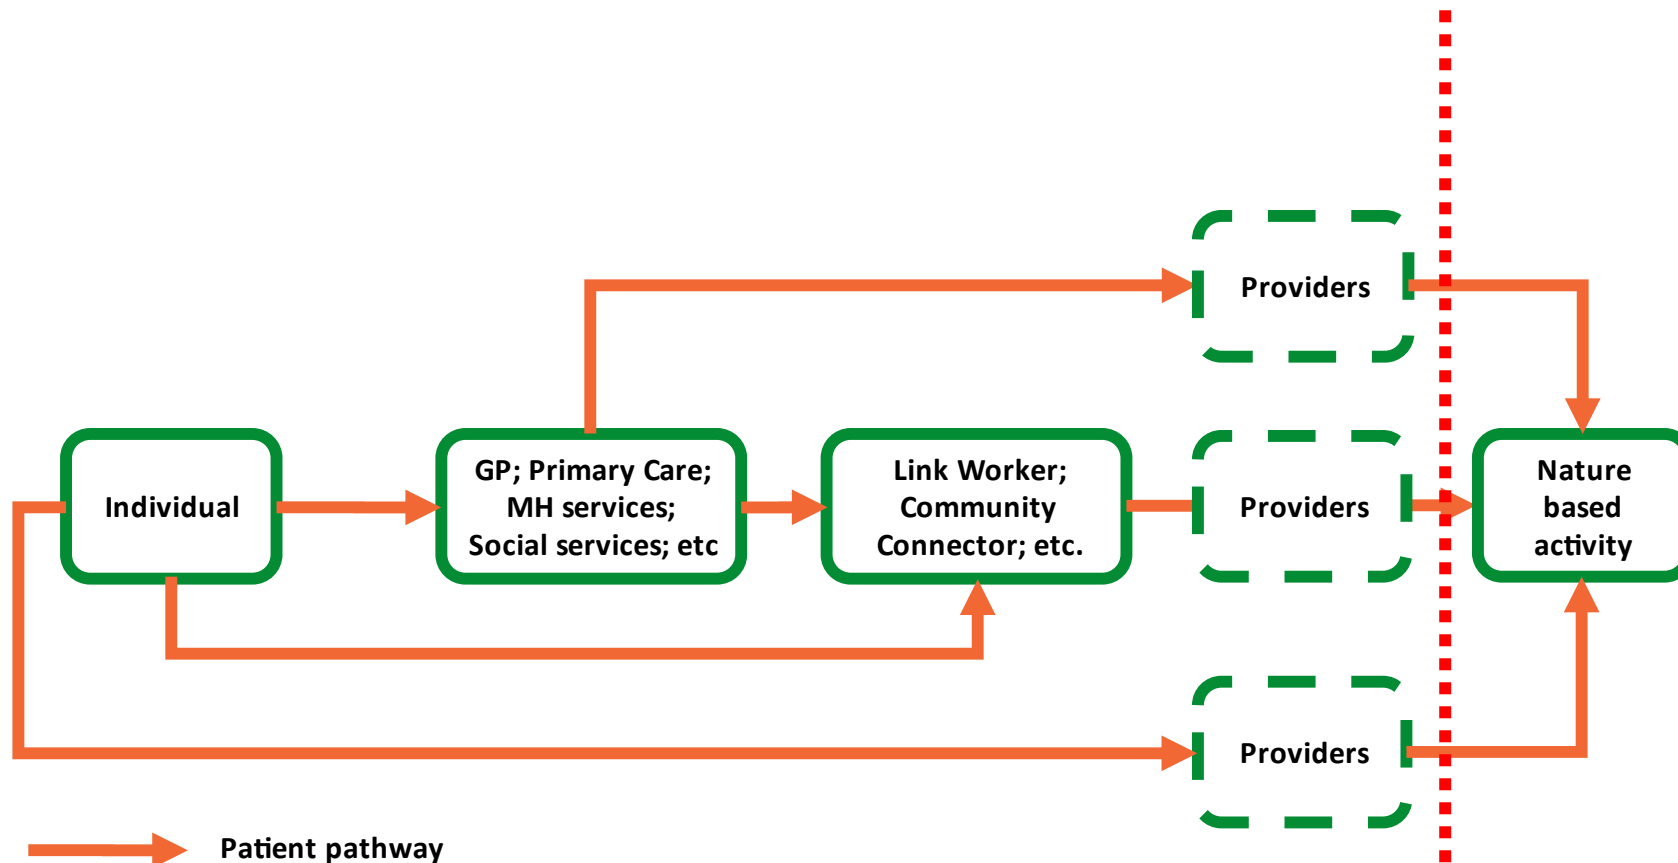 Providers
Individual
GP; Primary Care;
MH services;
Social services; etc
Link Worker;
Community
Connector; etc.
Providers
Nature
based
activity
Providers
Patient pathway